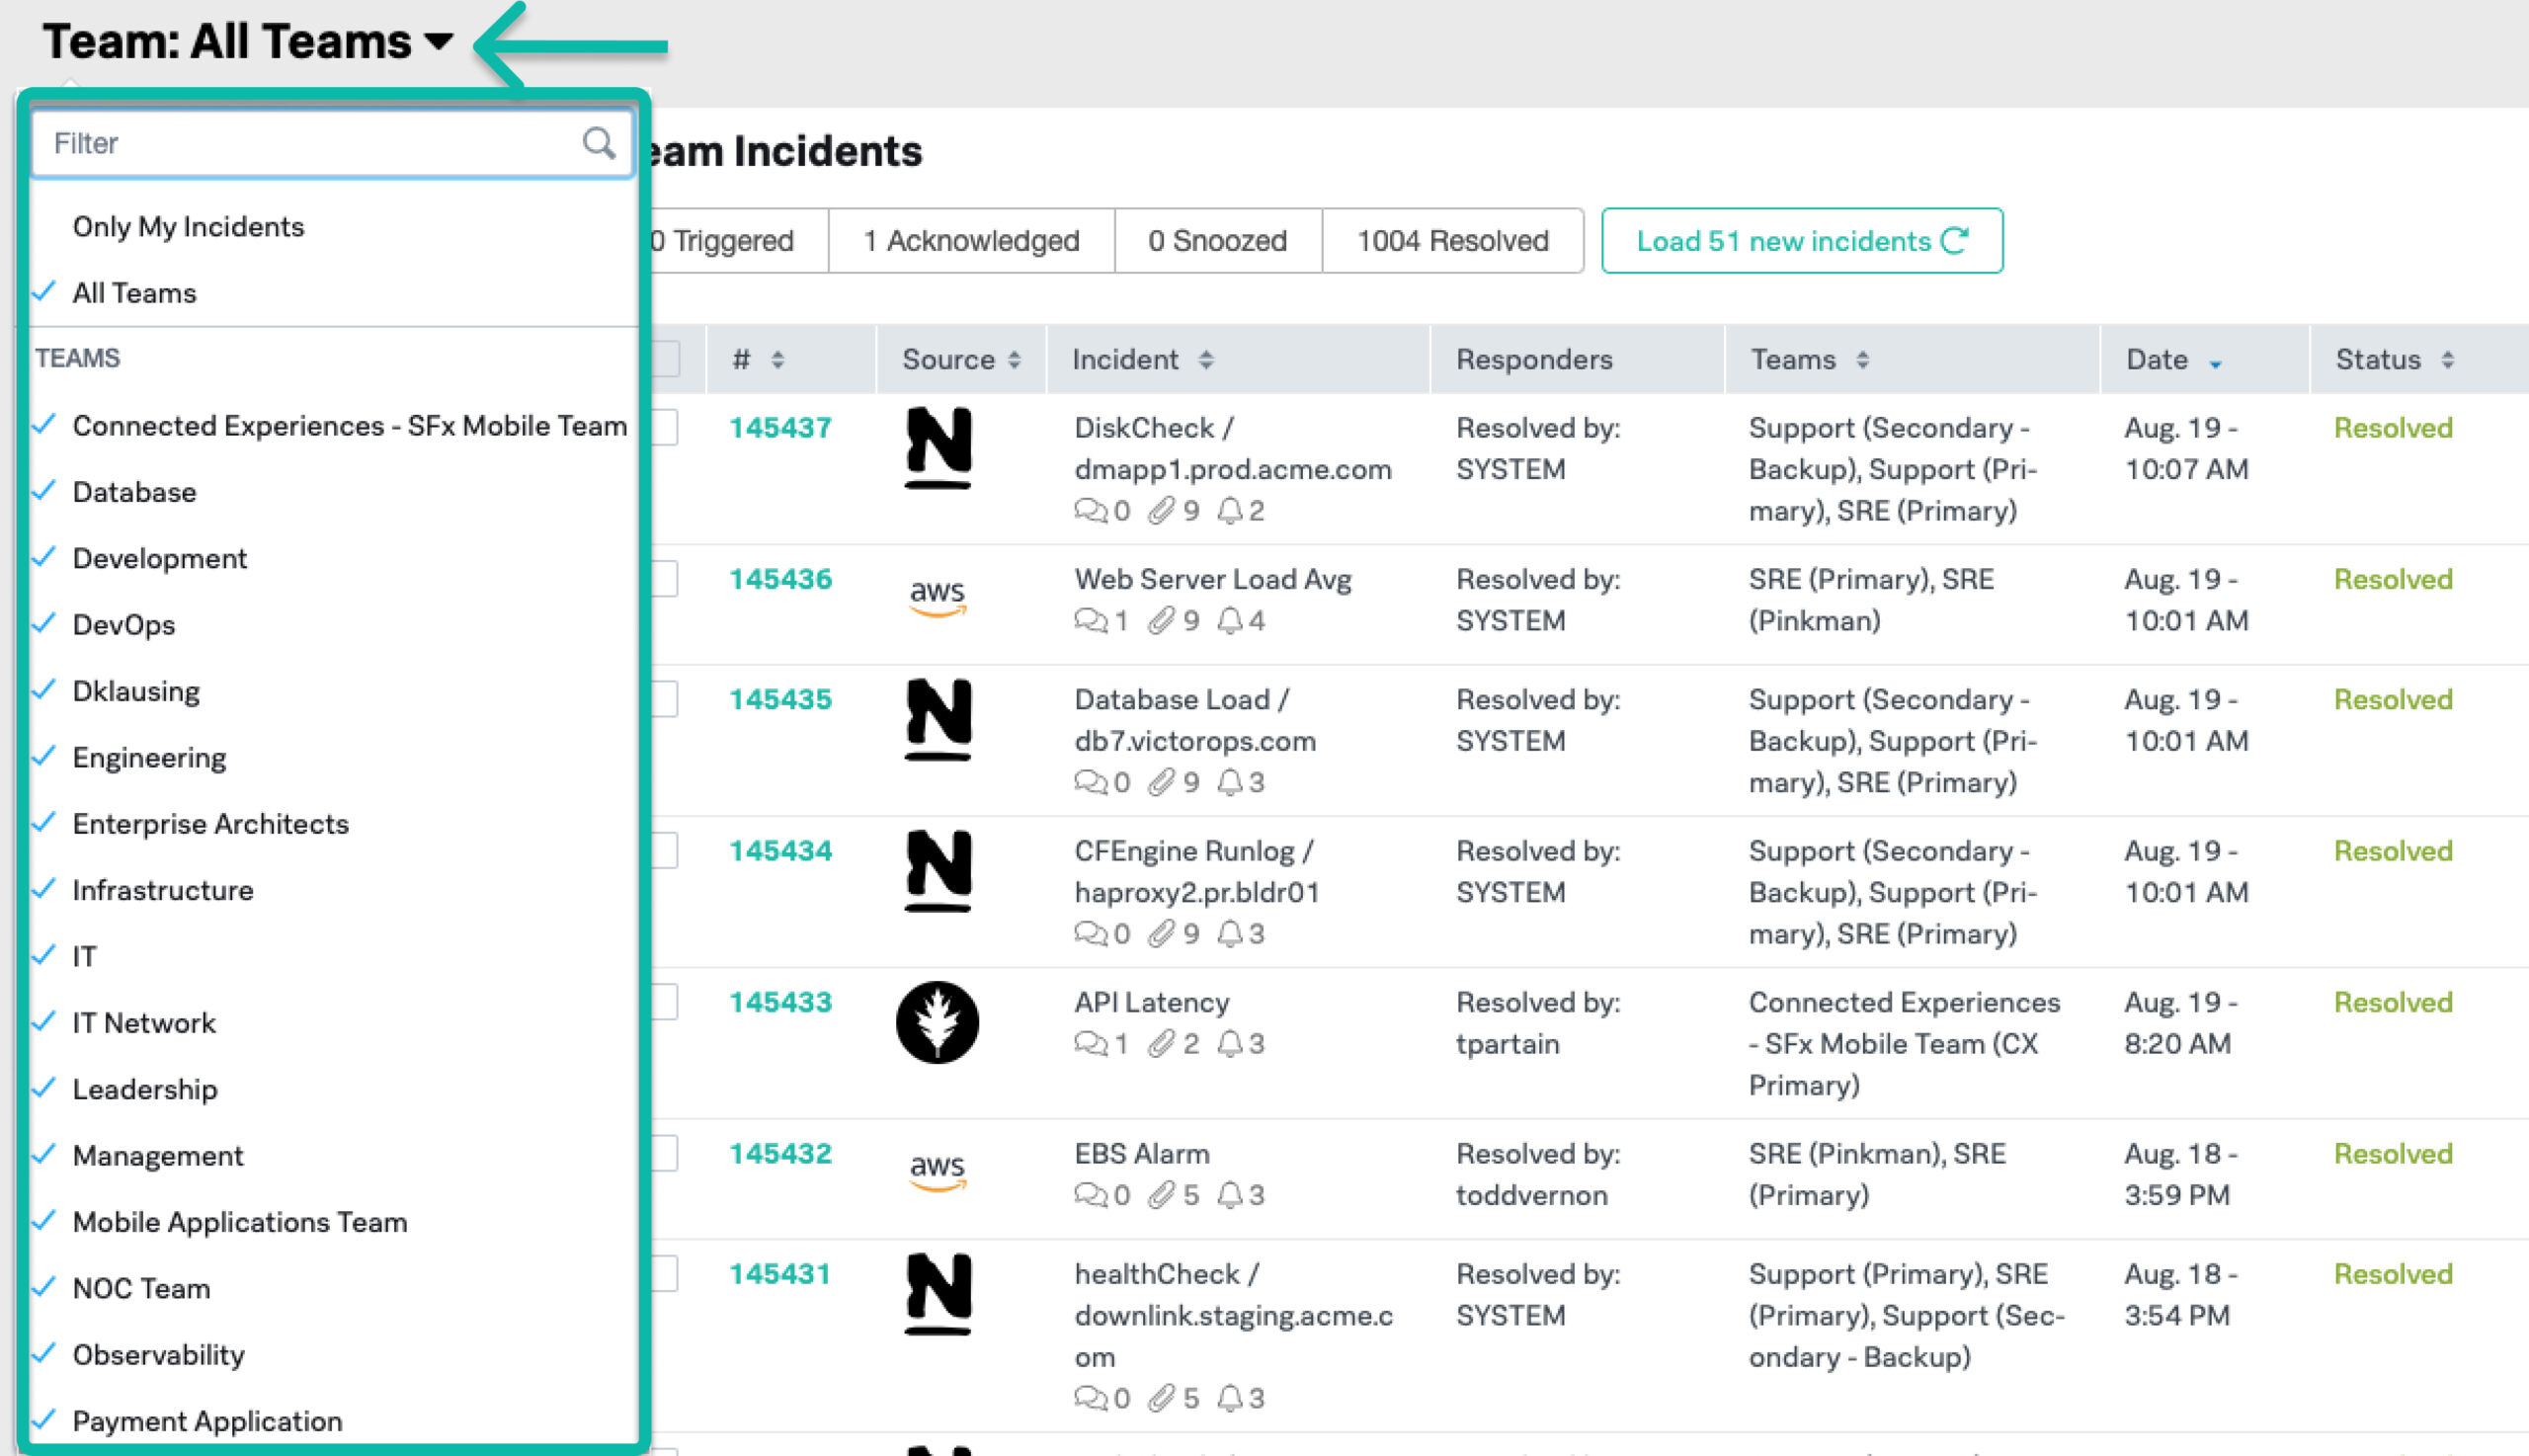 Team: All Teams
Filter
Only My Incidents
All Teams
TEAMS
Connected Experiences - SFx Mobile Team
Database
Development
DevOps
Dklausing
Engineering
Enterprise Architects
Infrastructure
IT
IT Network
Leadership
Management
Mobile Applications Team
NOC Team
Observability
Payment Application
eam Incidents
0 Triggered
1 Acknowledged
0 Snoozed
1004 Resolved
Load 51 new incidents
# Source Incident Responders Teams Date Status
145437
DiskCheck /
dmapp1.prod.acme.com
0 9 2
Resolved by:
SYSTEM
Support (Secondary -
Backup), Support (Pri-
mary), SRE (Primary)
Aug. 19 -
10:07 AM
Resolved
145436
aws
Web Server Load Avg
1 9 4
Resolved by:
SYSTEM
SRE (Primary), SRE
(Pinkman)
Aug. 19 -
10:01 AM
Resolved
145435
Database Load /
db7.victorops.com
0 9 3
Resolved by:
SYSTEM
Support (Secondary -
Backup), Support (Pri-
mary), SRE (Primary)
Aug. 19 -
10:01 AM
Resolved
145434
CFEngine Runlog /
haproxy2.pr.bldr01
0 9 3
Resolved by:
SYSTEM
Support (Secondary -
Backup), Support (Pri-
mary), SRE (Primary)
Aug. 19 -
10:01 AM
Resolved
145433
API Latency
1 2 3
Resolved by:
tpartain
Connected Experiences
- SFx Mobile Team (CX
Primary)
Aug. 19 -
8:20 AM
Resolved
145432
aws
EBS Alarm
0 5 3
Resolved by:
toddvernon
SRE (Pinkman), SRE
(Primary)
Aug. 18 -
3:59 PM
Resolved
145431
healthCheck /
downlink.staging.acme.c
om
0 5 3
Resolved by:
SYSTEM
Support (Primary), SRE
(Primary), Support (Sec-
ondary - Backup)
Aug. 18 -
3:54 PM
Resolved